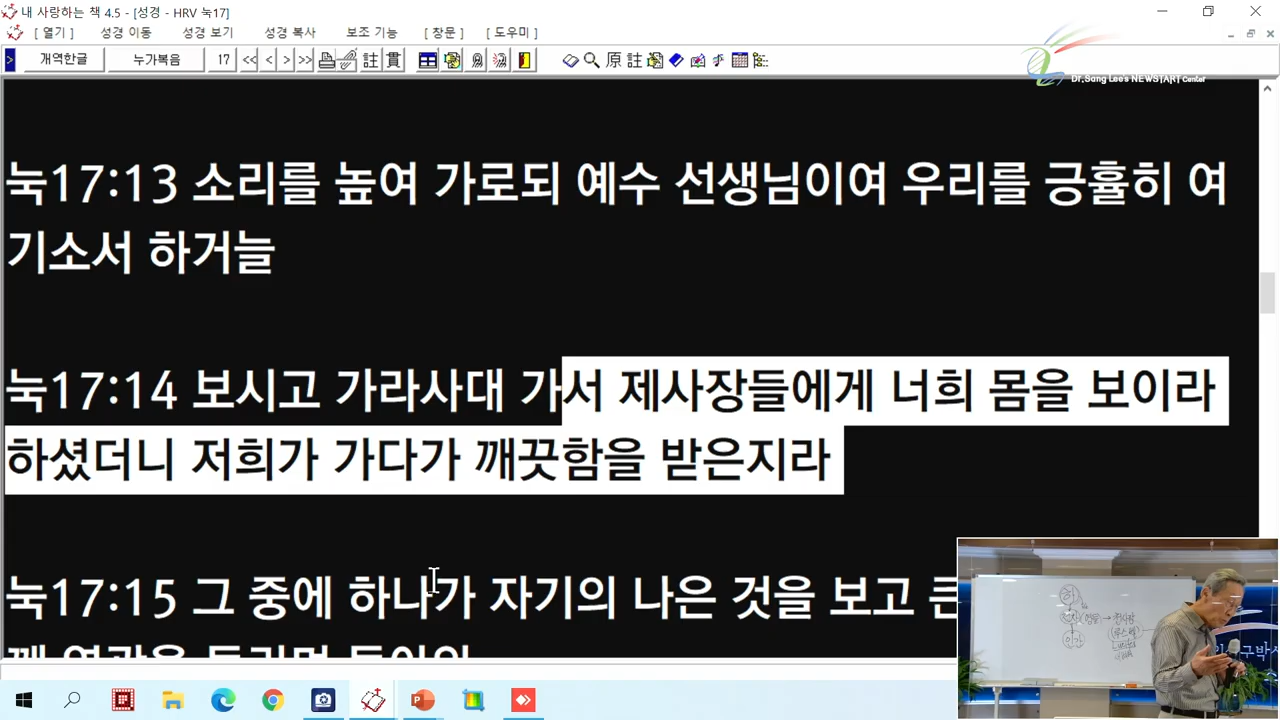 내 사랑하는 책 4.5 - [성경 - HRV 눅17]
[ 열기 ] 성경 이동 성경 보기 성경 복사 보조 기능 [ 창문 ] [ 도우미 ]
> 개역한글 누가복음 17 << < > >> 註 貫 原 註
Dr.Sang Lee's NEWSTART Center
눅17:13 소리를 높여 가로되 예수 선생님이여 우리를 긍휼히 여
기소서 하거늘
눅17:14 보시고 가라사대 가서 제사장들에게 너희 몸을 보이라
하셨더니 저희가 가다가 깨끗함을 받은지라
눅17:15 그 중에 하나가 자기의 나은 것을 보고 큰